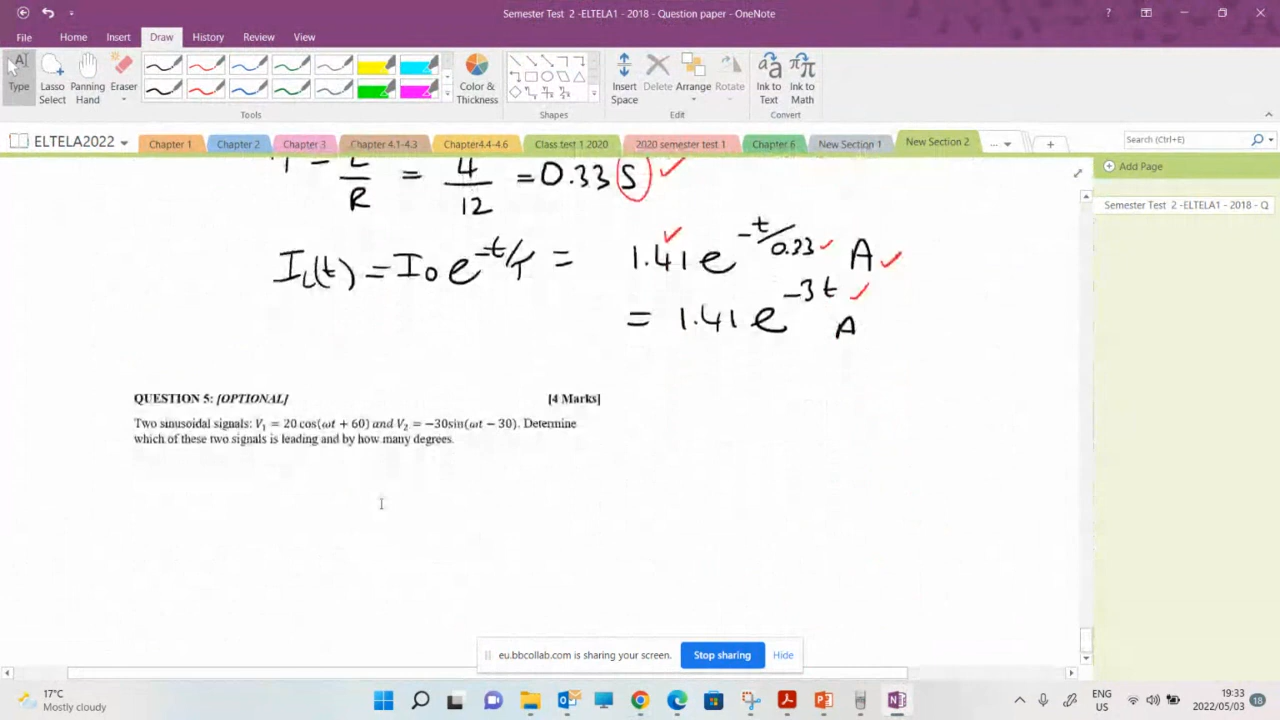 Semester Test 2 -ELTELA1 - 2018 - Question paper - OneNote
File Home Insert Draw History Review View
Type Lasso Select Panning Hand Eraser Color & Thickness Insert Space Delete Arrange Rotate Ink to Text Ink to Math
Tools Shapes Edit Convert
ELTELA2022 Chapter 1 Chapter 2 Chapter 3 Chapter 4.1-4.3 Chapter4.4-4.6 Class test 1 2020 2020 semester test 1 Chapter 6 New Section 1 New Section 2 ... Search (Ctrl+E)
Add Page
Semester Test 2 -ELTELA1 - 2018 - Q
= L/R = 4/12 = 0.33 S
I_L(t) = I_0 e^{-t/τ} = 1.41 e^{-t/0.33} A
= 1.41 e^{-3t} A
QUESTION 5: [OPTIONAL] [4 Marks]
Two sinusoidal signals: V₁ = 20 cos(ωt + 60) and V₂ = −30sin(ωt − 30). Determine
which of these two signals is leading and by how many degrees.
eu.bbcollab.com is sharing your screen. Stop sharing Hide
17°C
Mostly cloudy
ENG
US
19:33
2022/05/03
18